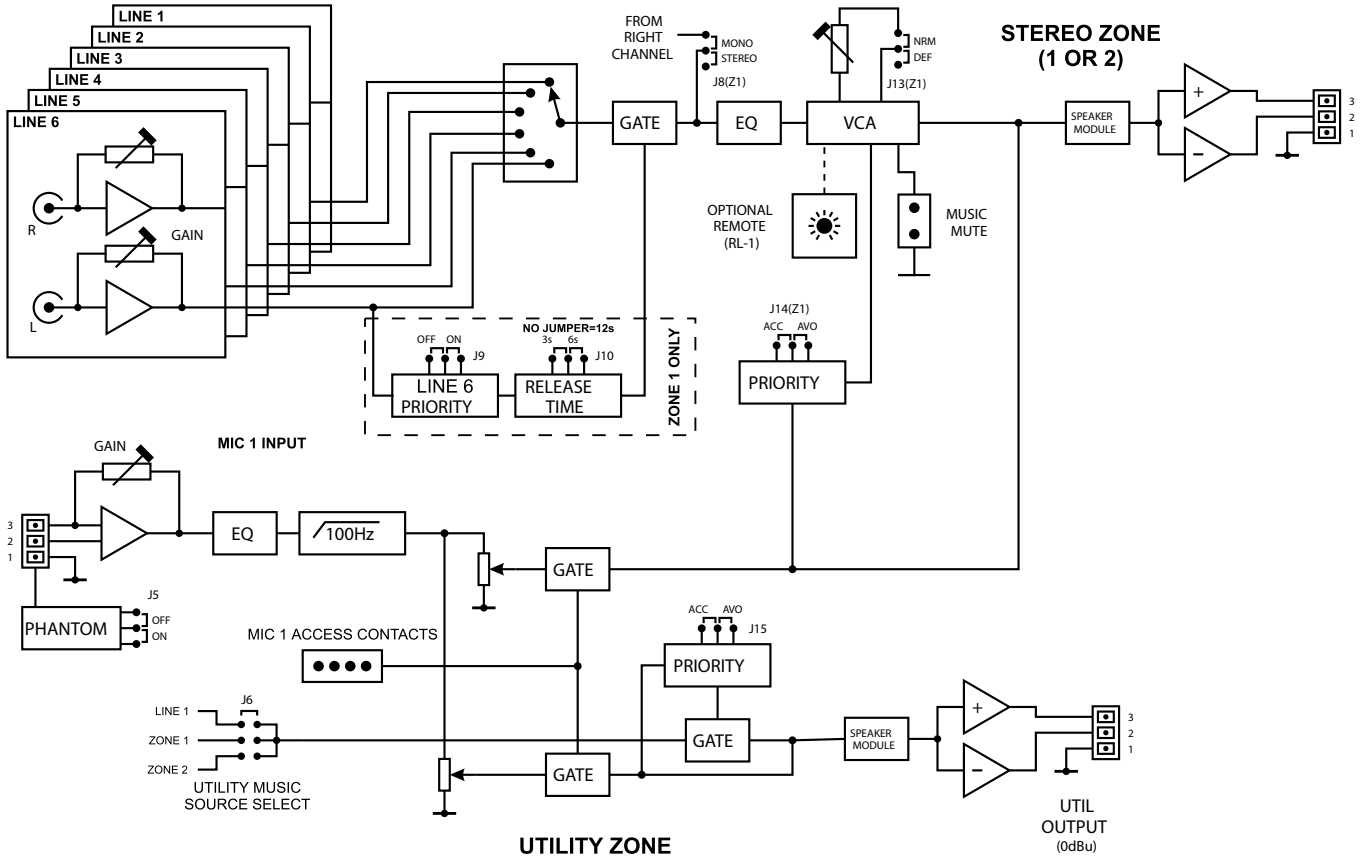 LINE 1
LINE 2
LINE 3
LINE 4
LINE 5
LINE 6
R
GAIN
L
FROM
RIGHT
CHANNEL
MONO
STEREO
J8(Z1)
NRM
DEF
J13(Z1)
STEREO ZONE
(1 OR 2)
GATE
EQ
VCA
SPEAKER
MODULE
+
−
3
2
1
OPTIONAL
REMOTE
(RL-1)
MUSIC
MUTE
NO JUMPER=12s
OFF ON
J9
3s 6s
J10
LINE 6
PRIORITY
RELEASE
TIME
ZONE 1 ONLY
J14(Z1)
ACC AVO
PRIORITY
MIC 1 INPUT
GAIN
3
2
1
EQ
100Hz
GATE
PHANTOM
J5
OFF
ON
MIC 1 ACCESS CONTACTS
ACC AVO
J15
PRIORITY
LINE 1
J6
ZONE 1
ZONE 2
UTILITY MUSIC
SOURCE SELECT
GATE
GATE
SPEAKER
MODULE
+
−
3
2
1
UTIL
OUTPUT
(0dBu)
UTILITY ZONE